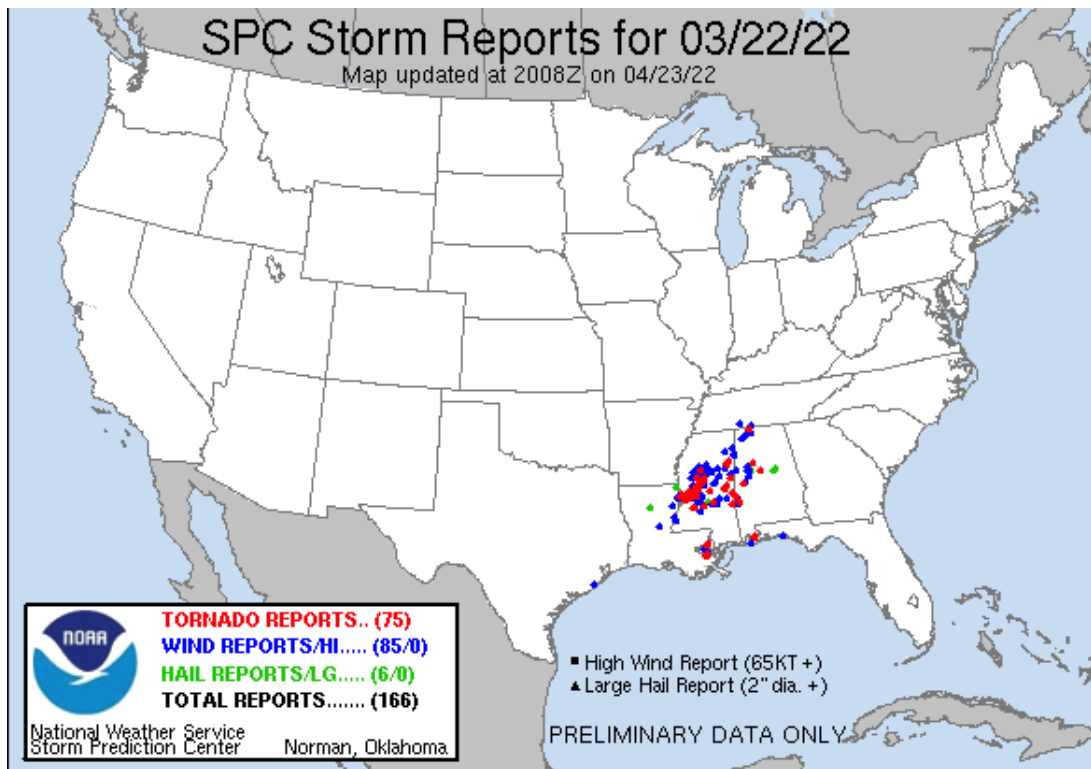 SPC Storm Reports for 03/22/22
Map updated at 2008Z on 04/23/22
NOAA
TORNADO REPORTS.. (75)
WIND REPORTS/HI..... (85/0)
HAIL REPORTS/LG..... (6/0)
TOTAL REPORTS....... (166)
National Weather Service
Storm Prediction Center Norman, Oklahoma
High Wind Report (65KT +)
Large Hail Report (2" dia. +)
PRELIMINARY DATA ONLY